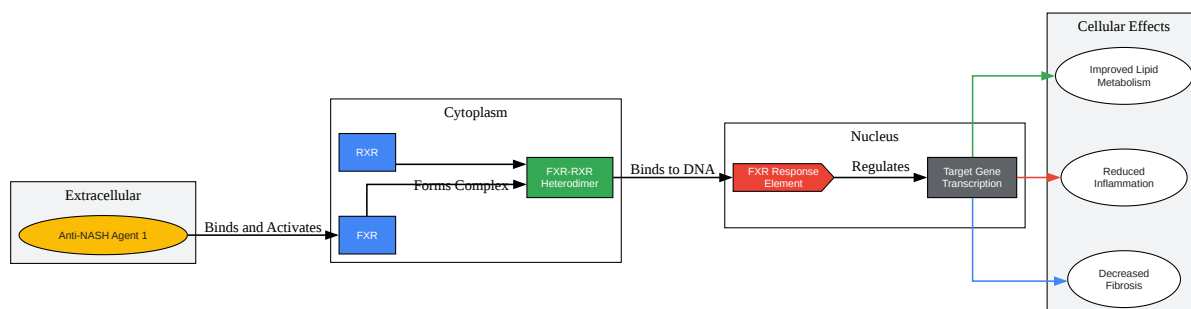 Extracellular
Anti-NASH Agent 1
Binds and Activates
Cytoplasm
RXR
FXR
Forms Complex
FXR-RXR
Heterodimer
Binds to DNA
Nucleus
FXR Response
Element
Regulates
Target Gene
Transcription
Cellular Effects
Improved Lipid
Metabolism
Reduced
Inflammation
Decreased
Fibrosis